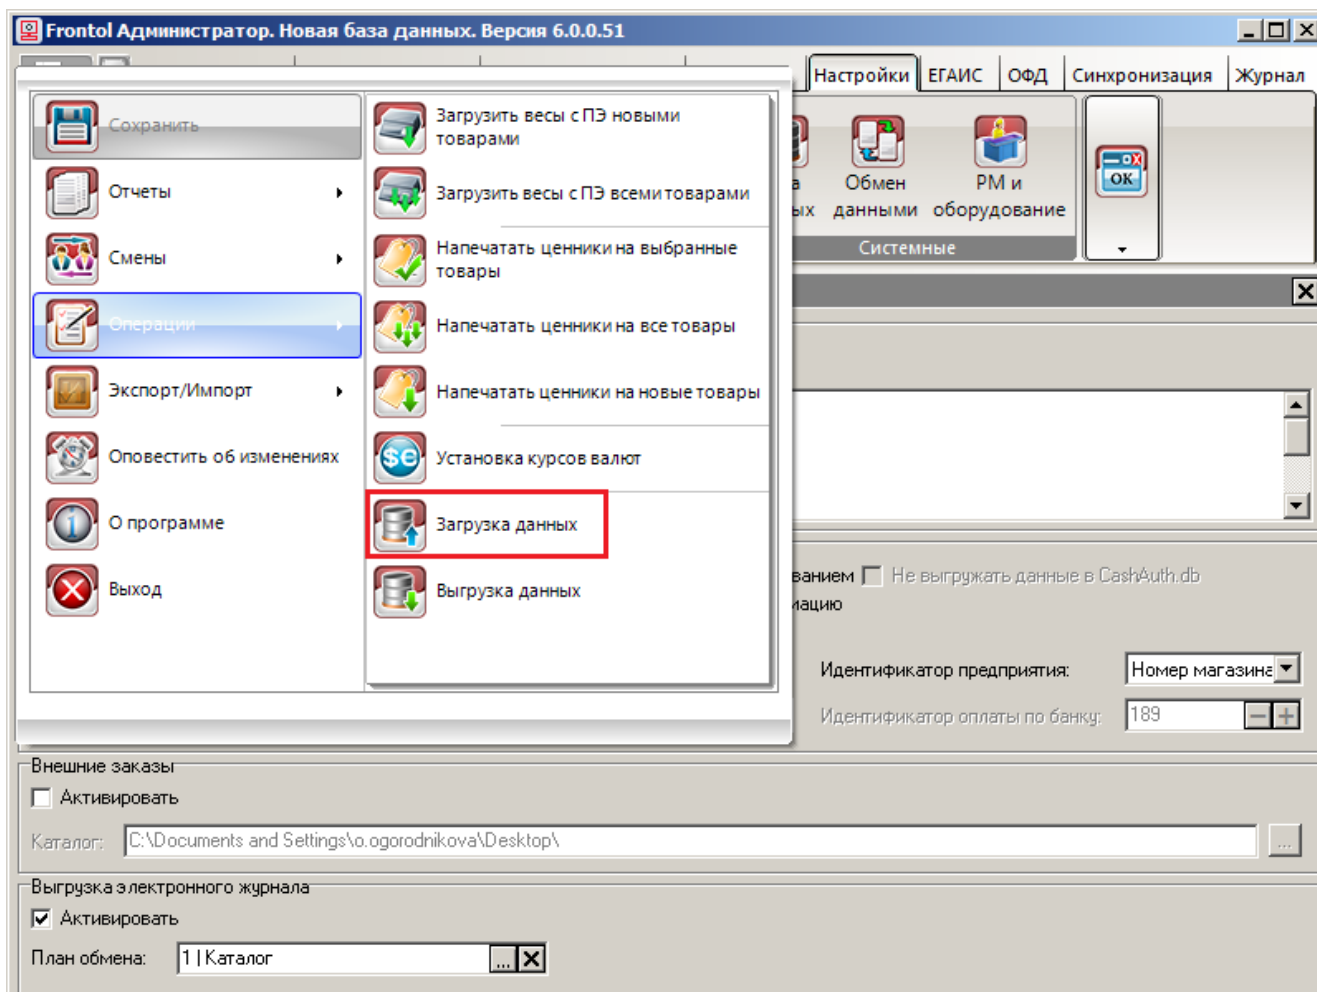 Frontol Администратор. Новая база данных. Версия 6.0.0.51
Настройки ЕГАИС ОФД Синхронизация Журнал
Сохранить
Отчеты
Смены
Операции
Экспорт/Импорт
Оповестить об изменениях
О программе
Выход
Загрузить весы с ПЭ новыми
товарами
Загрузить весы с ПЭ всеми товарами
Напечатать ценники на выбранные
товары
Напечатать ценники на все товары
Напечатать ценники на новые товары
Установка курсов валют
Загрузка данных
Выгрузка данных
Обмен
данными
РМ и
оборудование
OK
Системные
Не выгружать данные в CashAuth.db
Идентификатор предприятия: Номер магазина
Идентификатор оплаты по банку: 189
Внешние заказы
Активировать
Каталог: C:\Documents and Settings\o.ogorodnikova\Desktop\ ...
Выгрузка электронного журнала
Активировать
План обмена: 1 | Каталог ...